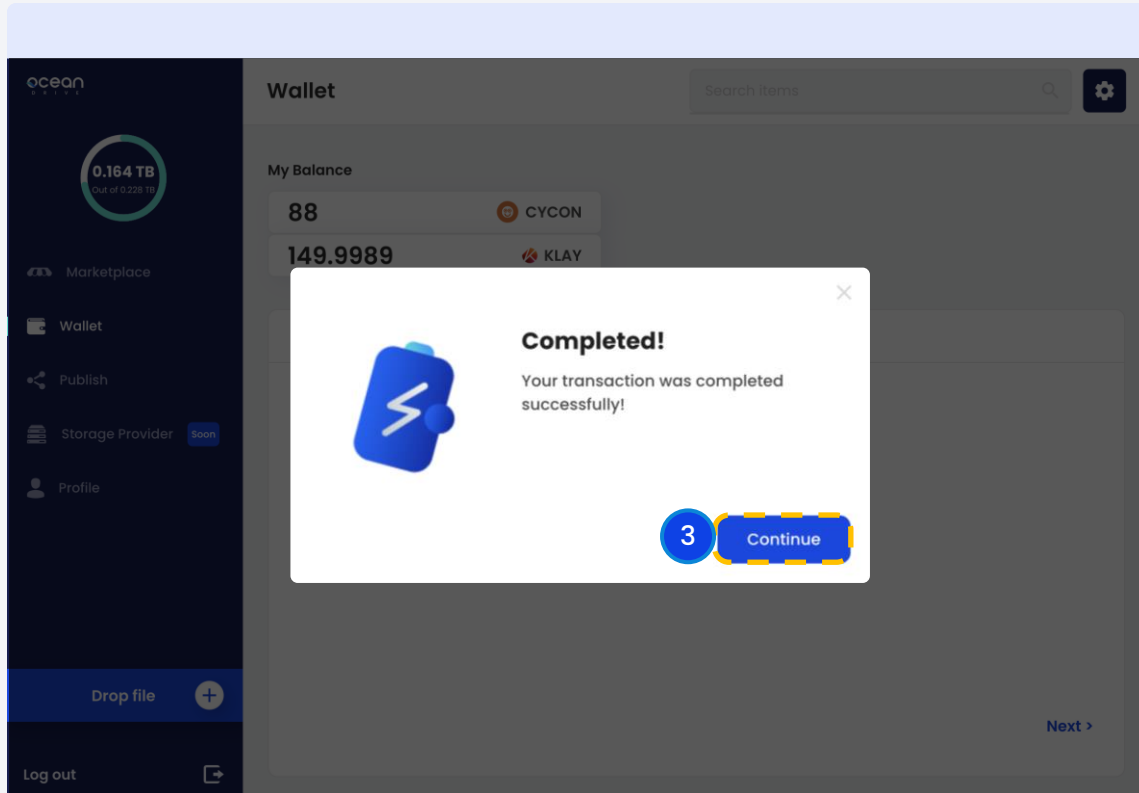 ocean
DRIVE
0.164 TB
Out of 0.228 TB
Marketplace
Wallet
Publish
Storage Provider Soon
Profile
Drop file
Log out
Wallet
Search items
My Balance
88 CYCON
149.9989 KLAY
Completed!
Your transaction was completed
successfully!
3 Continue
Next >